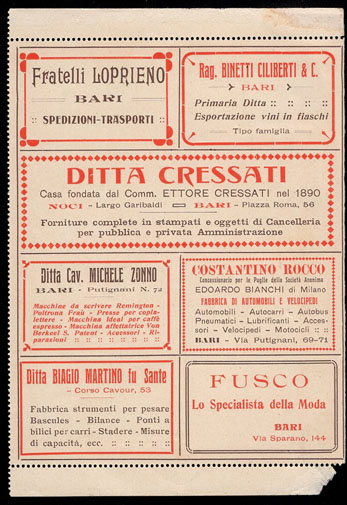 Fratelli LOPRIENO
BARI
:: SPEDIZIONI-TRASPORTI ::
Rag. BINETTI CILIBERTI & C.
BARI
Primaria Ditta :: :: :: ::
Esportazione vini in fiaschi
Tipo famiglia
DITTA CRESSATI
Casa fondata dal Comm. ETTORE CRESSATI nel 1890
NOCI - Largo Garibaldi = BARI - Piazza Roma, 56
Forniture complete in stampati e oggetti di Cancelleria
per pubblica e privata Amministrazione
Ditta Cav. MICHELE ZONNO
BARI - Putignani N. 72
Macchine da scrivere Remington -
Poltrona Frau - Presse per copia-
lettere - Macchina Ideal per caffè
espresso - Macchina affettatrice Von
Berkeel S. Patent - Accessori - Ri-
parazioni :: :: :: :: :: ::
COSTANTINO ROCCO
Concessionario per le Puglie della Società Anonima
EDOARDO BIANCHI di Milano
FABBRICA DI AUTOMOBILI E VELOCIPEDI
Automobili - Autocarri - Autobus
Pneumatici - Lubrificanti - Acces-
sori - Velocipedi - Motocicli :: ::
BARI - Via Putignani, 69-71
Ditta BIAGIO MARTINO fu Sante
- Corso Cavour, 53
Fabbrica strumenti per pesare
Bascules - Bilance - Ponti a
bilici per carri - Stadere - Misure
di capacità, ecc. :: :: :: ::
FUSCO
Lo Specialista della Moda
BARI
Via Sparano, 144